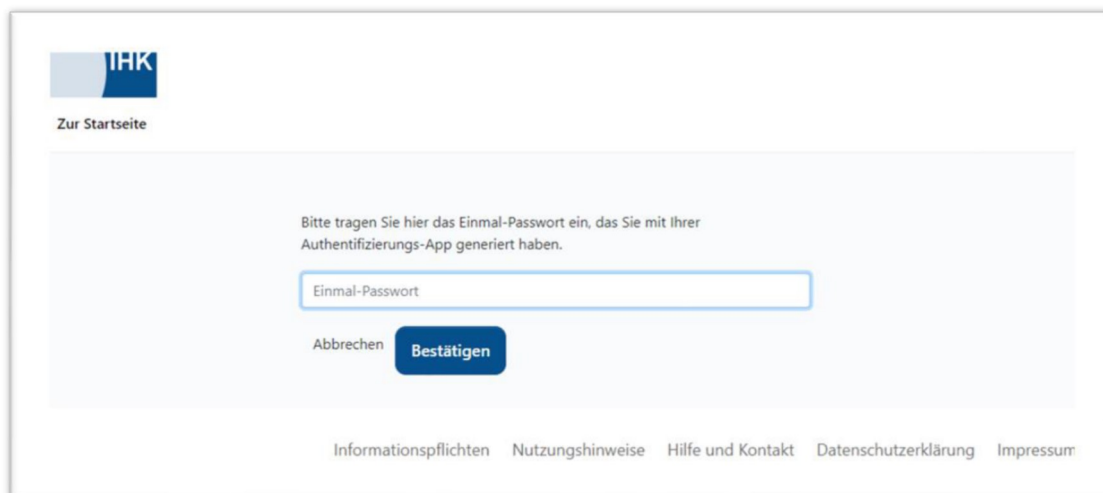 IHK
Zur Startseite
Bitte tragen Sie hier das Einmal-Passwort ein, das Sie mit Ihrer
Authentifizierungs-App generiert haben.
Einmal-Passwort
Abbrechen Bestätigen
Informationspflichten Nutzungshinweise Hilfe und Kontakt Datenschutzerklärung Impressum